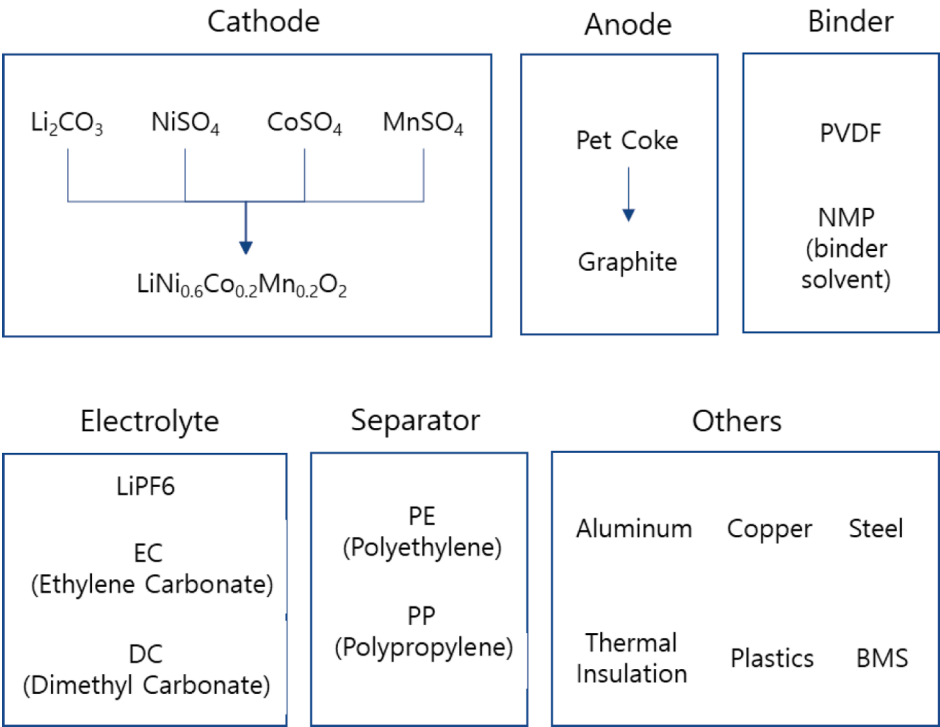 Cathode
Li₂CO₃ NiSO₄ CoSO₄ MnSO₄
LiNi₀.₆Co₀.₂Mn₀.₂O₂
Anode
Pet Coke
Graphite
Binder
PVDF
NMP
(binder
solvent)
Electrolyte
LiPF6
EC
(Ethylene Carbonate)
DC
(Dimethyl Carbonate)
Separator
PE
(Polyethylene)
PP
(Polypropylene)
Others
Aluminum Copper Steel
Thermal
Insulation Plastics BMS